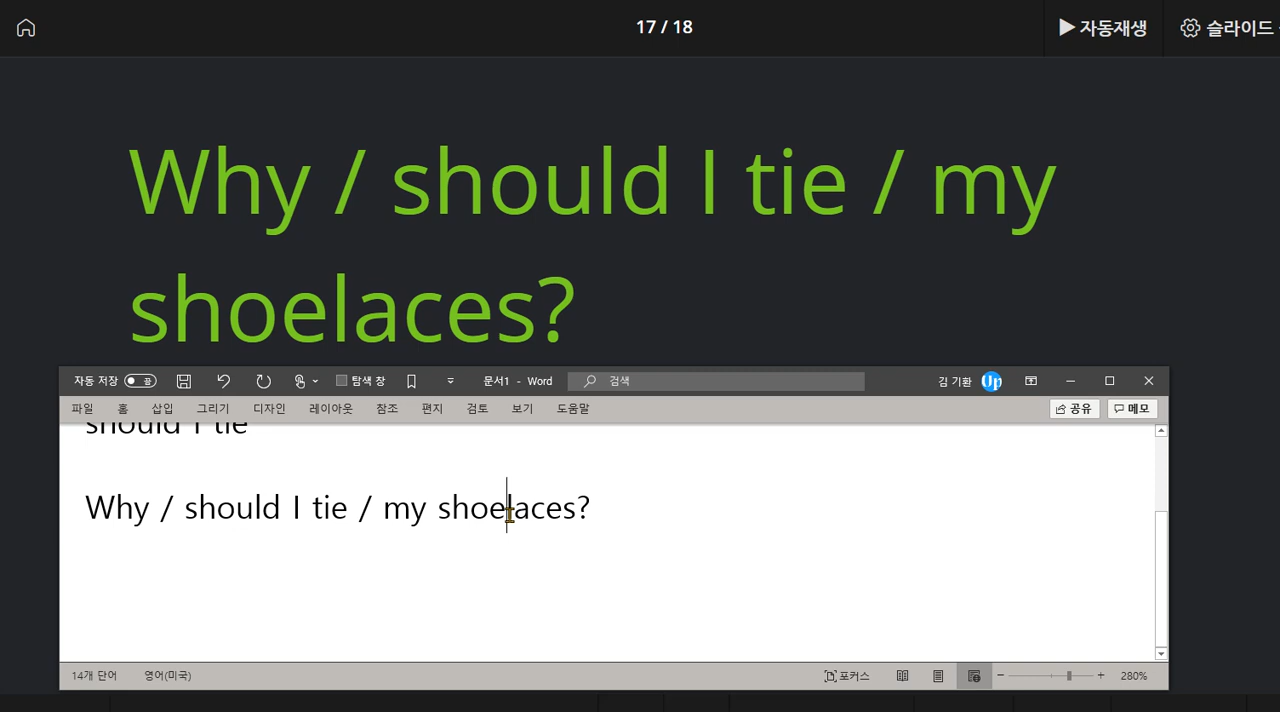 17 / 18
자동재생
슬라이드
Why / should I tie / my
shoelaces?
자동 저장 끔
탐색 창
문서1 - Word
검색
김 기환
Up
파일 홈 삽입 그리기 디자인 레이아웃 참조 편지 검토 보기 도움말
공유
메모
should I tie
Why / should I tie / my shoelaces?
14개 단어 영어(미국)
포커스
280%